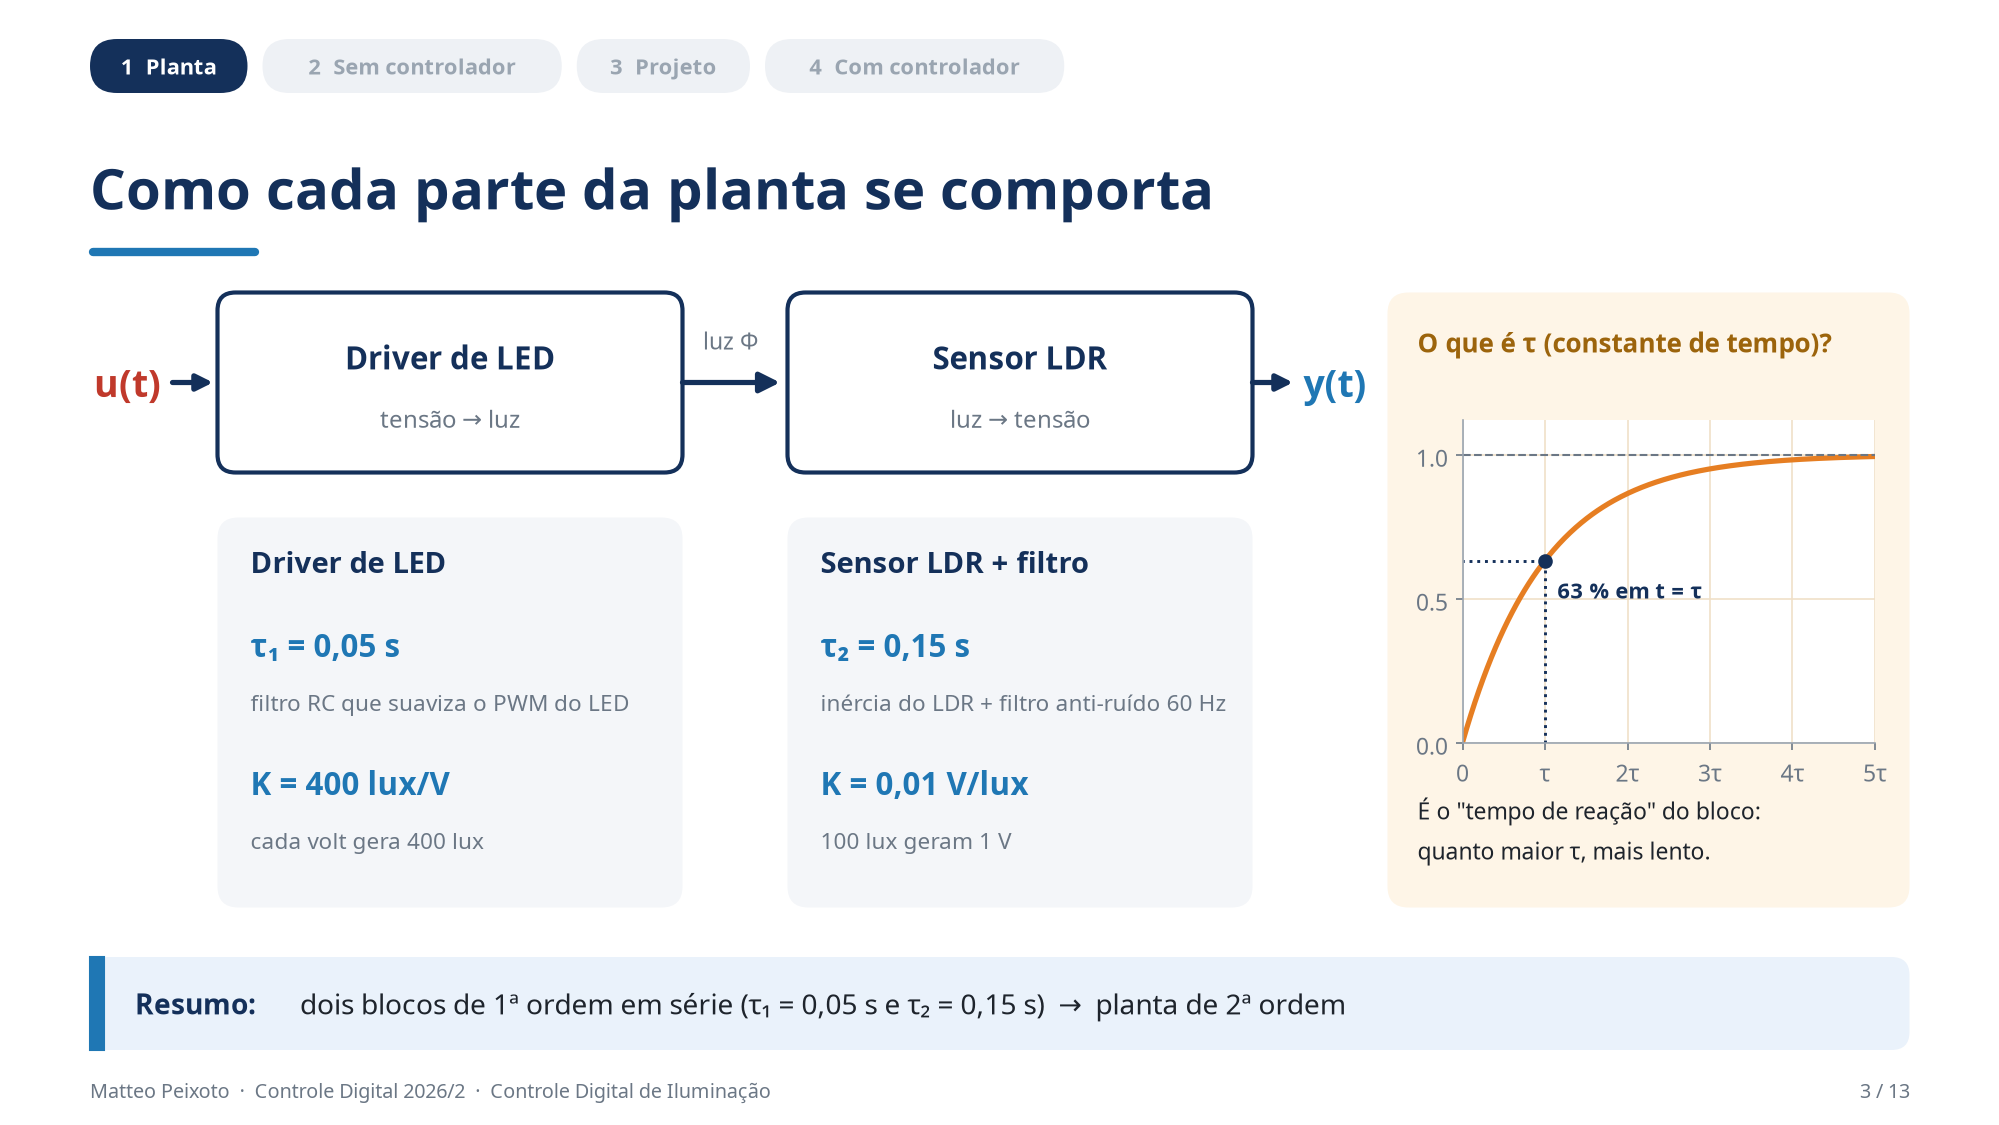 1 Planta
2 Sem controlador
3 Projeto
4 Com controlador
Como cada parte da planta se comporta
u(t)
Driver de LED
tensão → luz
luz Φ
Sensor LDR
luz → tensão
y(t)
Driver de LED
τ₁ = 0,05 s
filtro RC que suaviza o PWM do LED
K = 400 lux/V
cada volt gera 400 lux
Sensor LDR + filtro
τ₂ = 0,15 s
inércia do LDR + filtro anti-ruído 60 Hz
K = 0,01 V/lux
100 lux geram 1 V
O que é τ (constante de tempo)?
1.0
0.5
0.0
63 % em t = τ
0 τ 2τ 3τ 4τ 5τ
É o "tempo de reação" do bloco:
quanto maior τ, mais lento.
Resumo: dois blocos de 1ª ordem em série (τ₁ = 0,05 s e τ₂ = 0,15 s) → planta de 2ª ordem
Matteo Peixoto · Controle Digital 2026/2 · Controle Digital de Iluminação
3 / 13